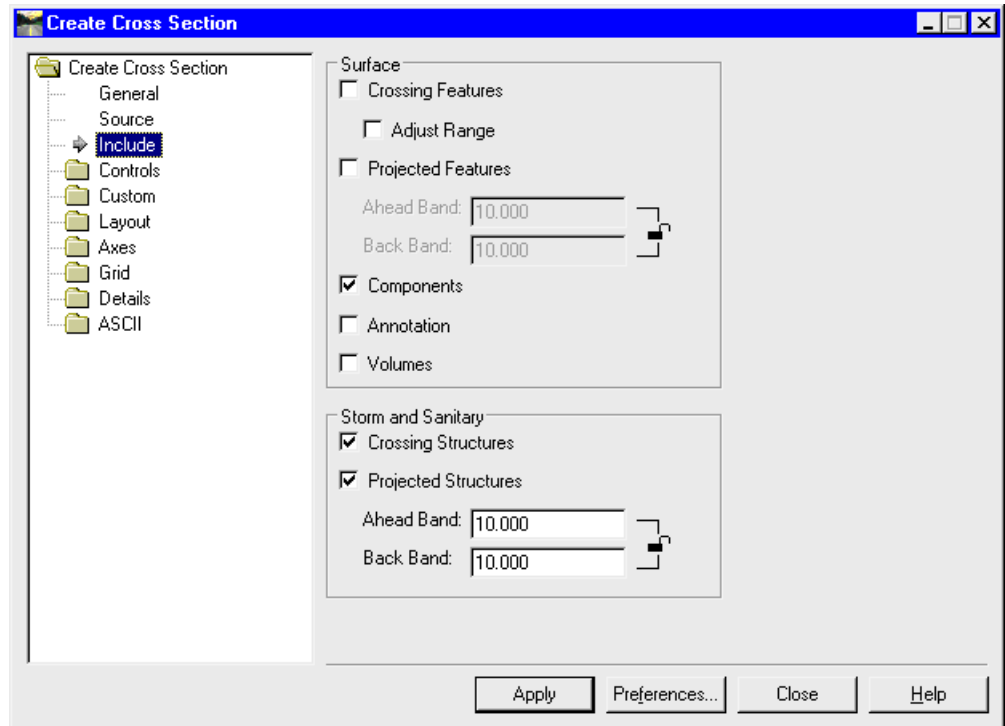 Create Cross Section
Create Cross Section
General
Source
Include
Controls
Custom
Layout
Axes
Grid
Details
ASCII
Surface
Crossing Features
Adjust Range
Projected Features
Ahead Band: 10.000
Back Band: 10.000
Components
Annotation
Volumes
Storm and Sanitary
Crossing Structures
Projected Structures
Ahead Band: 10.000
Back Band: 10.000
Apply Preferences... Close Help